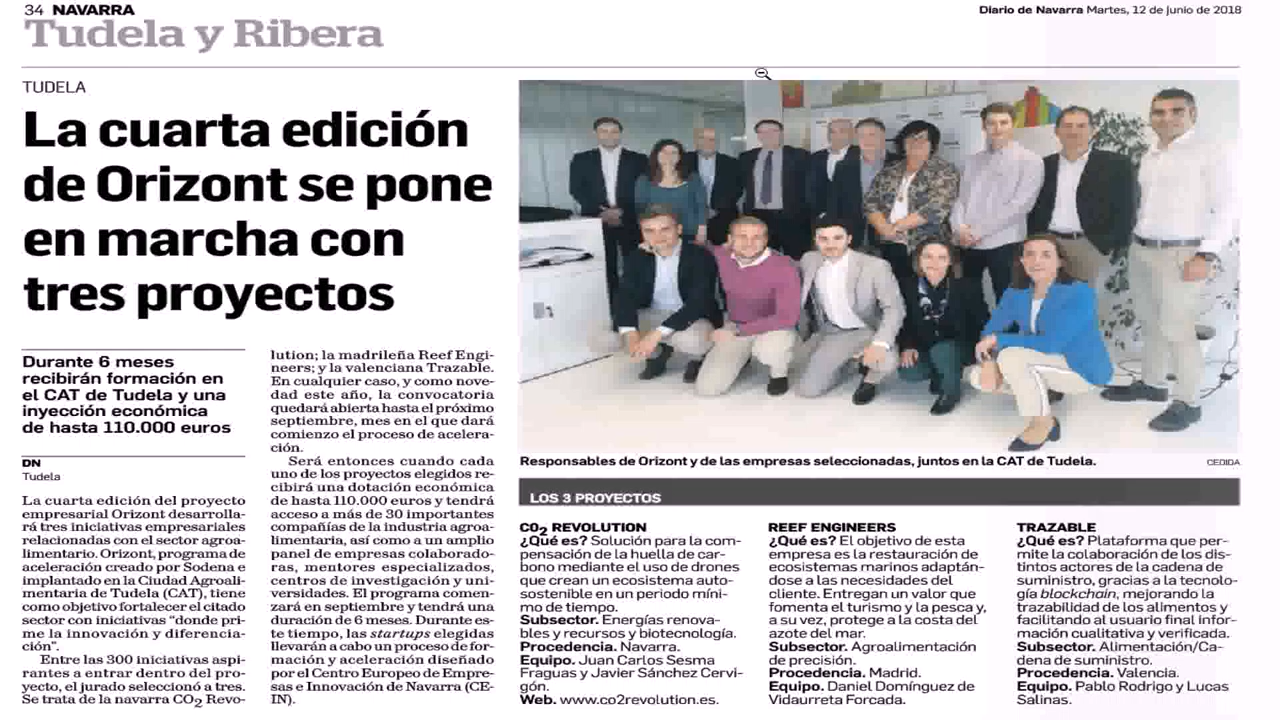 34 NAVARRA
Diario de Navarra Martes, 12 de junio de 2018
Tudela y Ribera
TUDELA
La cuarta edición
de Orizont se pone
en marcha con
tres proyectos
Durante 6 meses
recibirán formación en
el CAT de Tudela y una
inyección económica
de hasta 110.000 euros
DN
Tudela
La cuarta edición del proyecto
empresarial Orizont desarrolla-
rá tres iniciativas empresariales
relacionadas con el sector agroa-
limentario. Orizont, programa de
aceleración creado por Sodena e
implantado en la Ciudad Agroali-
mentaria de Tudela (CAT), tiene
como objetivo fortalecer el citado
sector con iniciativas “donde pri-
me la innovación y diferencia-
ción”.
Entre las 300 iniciativas aspi-
rantes a entrar dentro del pro-
yecto, el jurado seleccionó a tres.
Se trata de la navarra CO2 Revo-
lution; la madrileña Reef Engi-
neers; y la valenciana Trazable.
En cualquier caso, y como nove-
dad este año, la convocatoria
quedará abierta hasta el próximo
septiembre, mes en el que dará
comienzo el proceso de acelera-
ción.
Será entonces cuando cada
uno de los proyectos elegidos re-
cibirá una dotación económica
de hasta 110.000 euros y tendrá
acceso a más de 30 importantes
compañías de la industria agroa-
limentaria, así como a un amplio
panel de empresas colaborado-
ras, mentores especializados,
centros de investigación y uni-
versidades. El programa comen-
zará en septiembre y tendrá una
duración de 6 meses. Durante es-
te tiempo, las startups elegidas
llevarán a cabo un proceso de for-
mación y aceleración diseñado
por el Centro Europeo de Empre-
sas e Innovación de Navarra (CE-
IN).
Responsables de Orizont y de las empresas seleccionadas, juntos en la CAT de Tudela.
CEDIDA
LOS 3 PROYECTOS
CO2 REVOLUTION
¿Qué es? Solución para la com-
pensación de la huella de car-
bono mediante el uso de drones
que crean un ecosistema auto-
sostenible en un periodo míni-
mo de tiempo.
Subsector. Energías renova-
bles y recursos y biotecnología.
Procedencia. Navarra.
Equipo. Juan Carlos Sesma
Fraguas y Javier Sánchez Cervi-
gón.
Web. www.co2revolution.es.
REEF ENGINEERS
¿Qué es? El objetivo de esta
empresa es la restauración de
ecosistemas marinos adaptán-
dose a las necesidades del
cliente. Entregan un valor que
fomenta el turismo y la pesca y,
a su vez, protege a la costa del
azote del mar.
Subsector. Agroalimentación
de precisión.
Procedencia. Madrid.
Equipo. Daniel Domínguez de
Vidaurreta Forcada.
TRAZABLE
¿Qué es? Plataforma que per-
mite la colaboración de los dis-
tintos actores de la cadena de
suministro, gracias a la tecnolo-
gía blockchain, mejorando la
trazabilidad de los alimentos y
facilitando al usuario final infor-
mación cualitativa y verificada.
Subsector. Alimentación/Ca-
dena de suministro.
Procedencia. Valencia.
Equipo. Pablo Rodrigo y Lucas
Salinas.